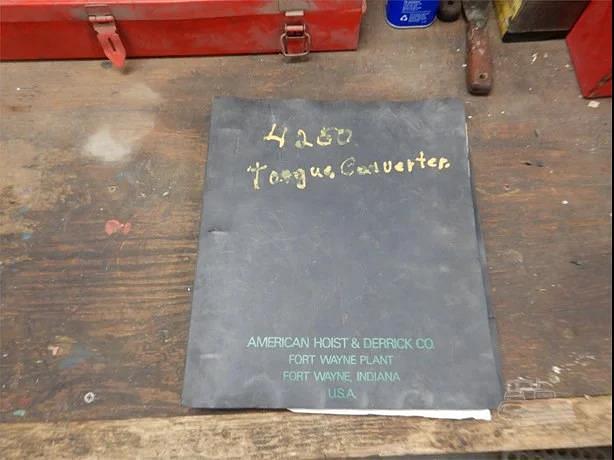 4250
Torque Converter.
AMERICAN HOIST & DERRICK CO.
FORT WAYNE PLANT
FORT WAYNE, INDIANA
U.S.A.